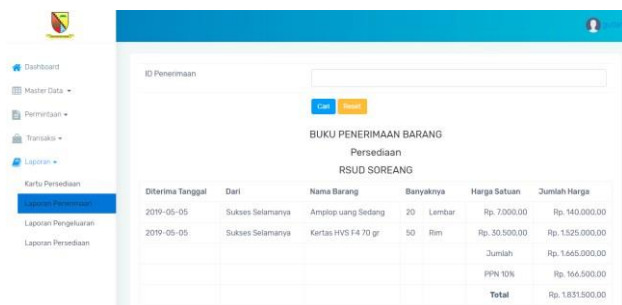 Dashboard
Master Data
Permintaan
Transaksi
Laporan
Kartu Persediaan
Laporan Penerimaan
Laporan Pengeluaran
Laporan Persediaan
ID Penerimaan
Cari Reset
BUKU PENERIMAAN BARANG
Persediaan
RSUD SOREANG
Diterima Tanggal Dari Nama Barang Banyaknya Harga Satuan Jumlah Harga
2019-05-05 Sukses Selamanya Amplop uang Sedang 20 Lembar Rp. 7.000,00 Rp. 140.000,00
2019-05-05 Sukses Selamanya Kertas HVS F4 70 gr 50 Rim Rp. 30.500,00 Rp. 1.525.000,00
Jumlah Rp. 1.665.000,00
PPN 10% Rp. 166.500,00
Total Rp. 1.831.500,00